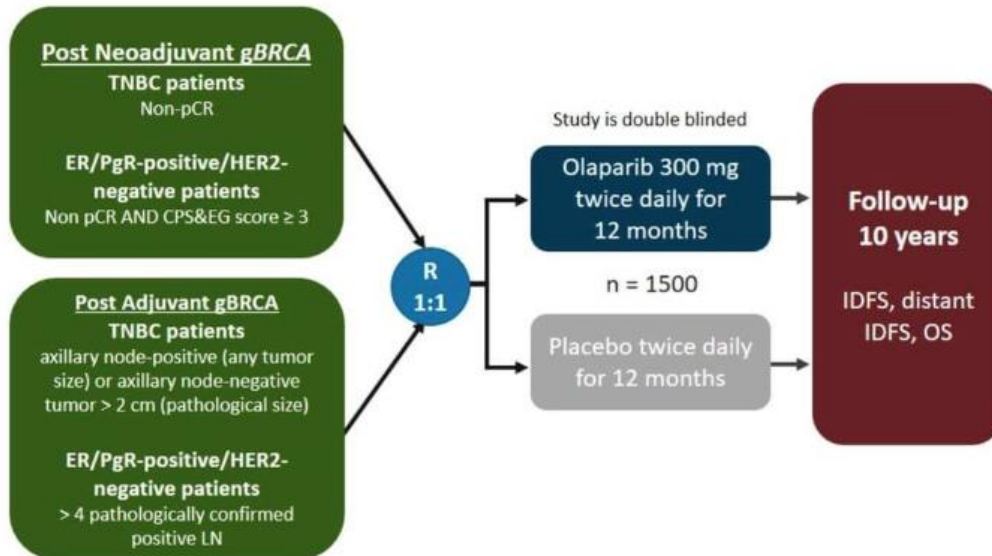 Post Neoadjuvant gBRCA
TNBC patients
Non-pCR
ER/PgR-positive/HER2-
negative patients
Non pCR AND CPS&EG score ≥ 3
Post Adjuvant gBRCA
TNBC patients
axillary node-positive (any tumor
size) or axillary node-negative
tumor > 2 cm (pathological size)
ER/PgR-positive/HER2-
negative patients
> 4 pathologically confirmed
positive LN
R
1:1
Study is double blinded
Olaparib 300 mg
twice daily for
12 months
n = 1500
Placebo twice daily
for 12 months
Follow-up
10 years
IDFS, distant
IDFS, OS